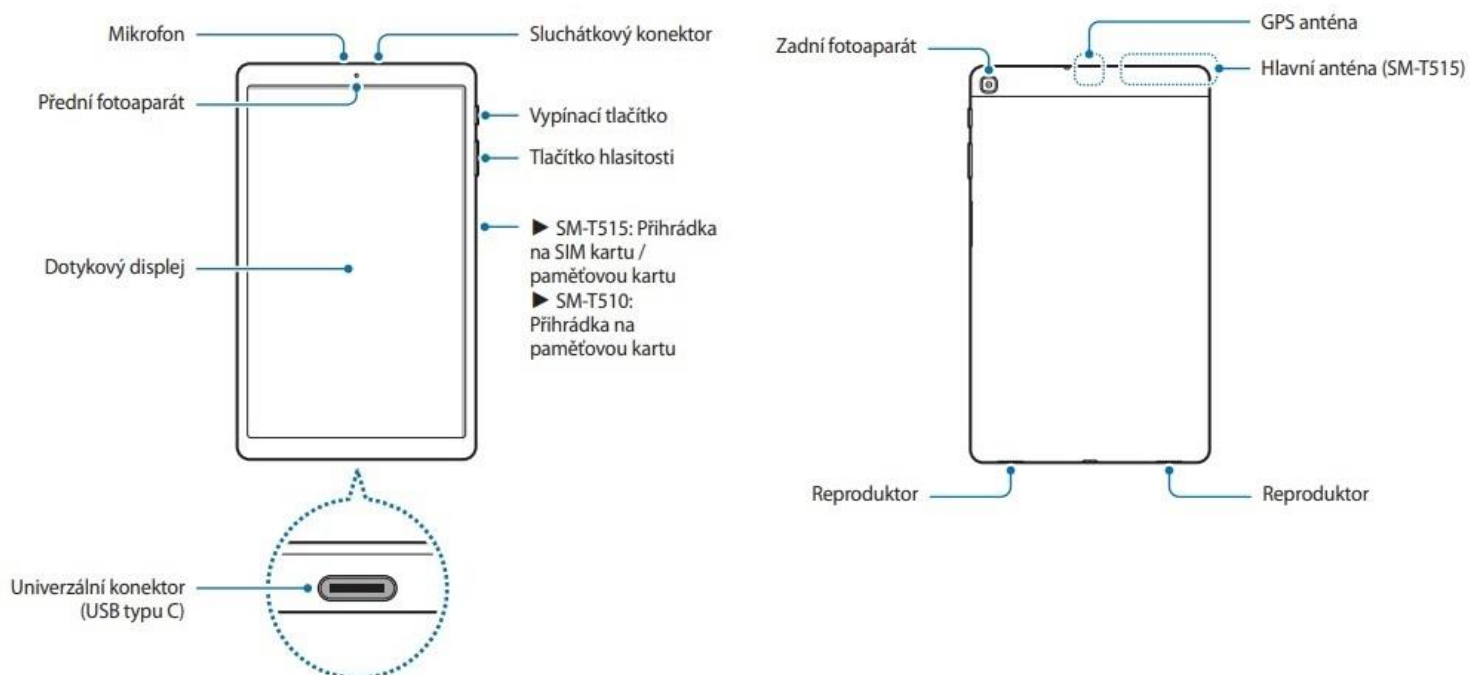 Mikrofon
Sluchátkový konektor
Přední fotoaparát
Vypínací tlačítko
Tlačítko hlasitosti
► SM-T515: Přihrádka
na SIM kartu /
paměťovou kartu
► SM-T510:
Přihrádka na
paměťovou kartu
Dotykový displej
Univerzální konektor
(USB typu C)
GPS anténa
Zadní fotoaparát
Hlavní anténa (SM-T515)
Reproduktor
Reproduktor